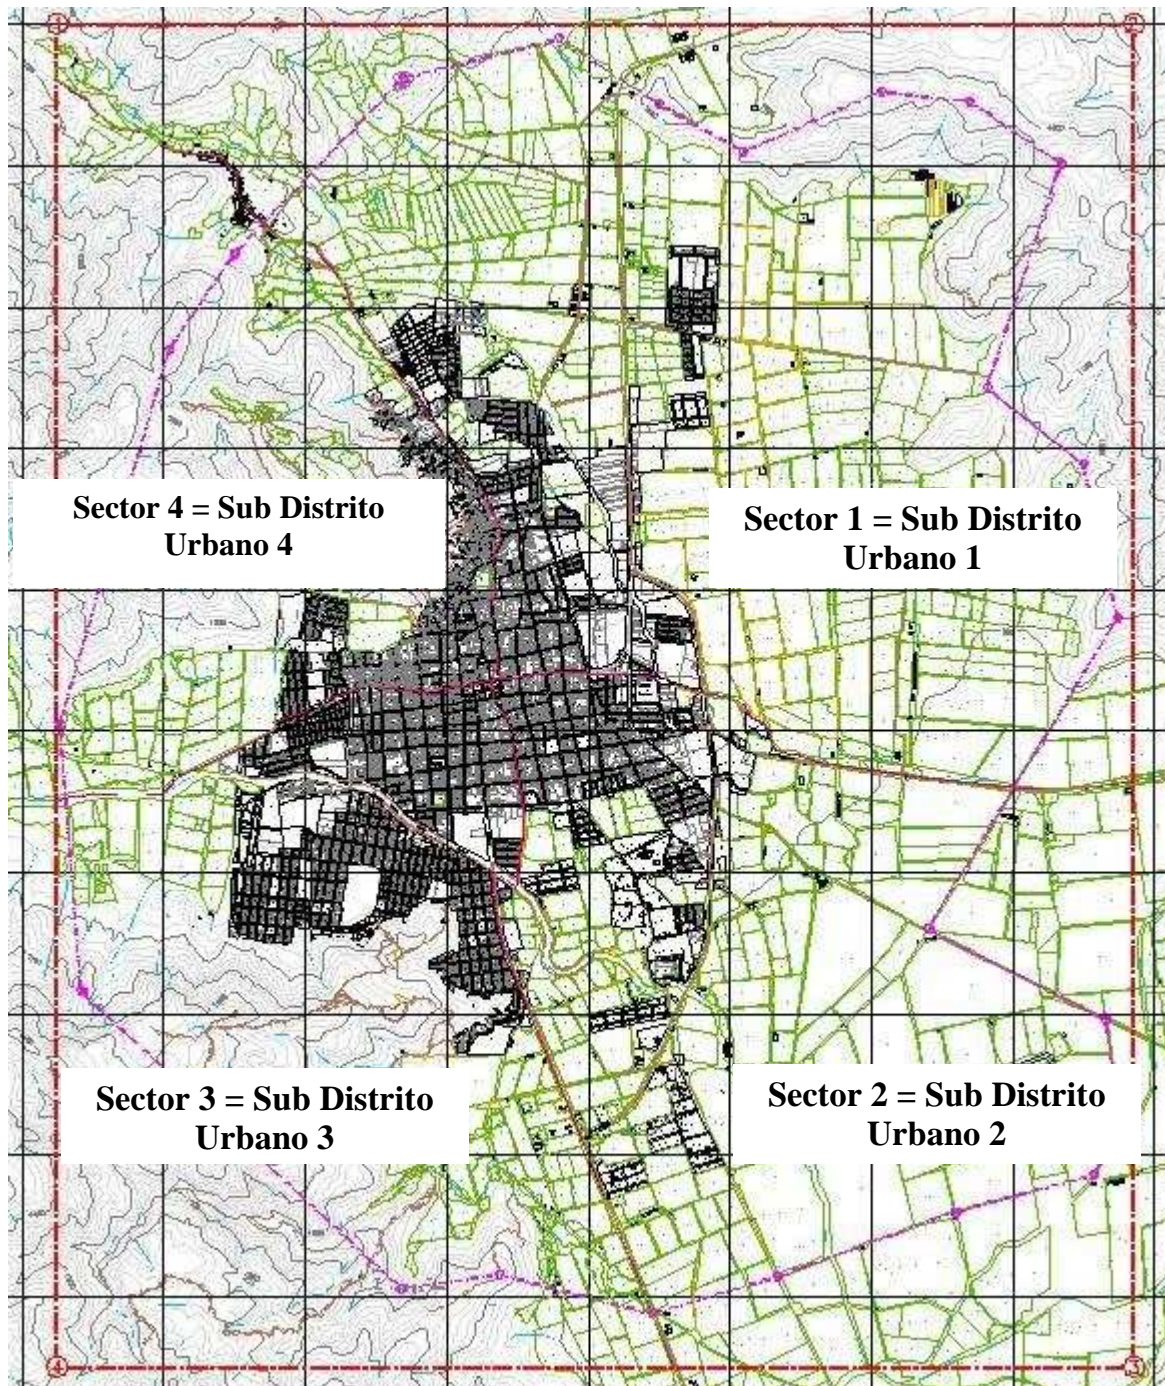 Sector 4 = Sub Distrito
Urbano 4
Sector 1 = Sub Distrito
Urbano 1
Sector 3 = Sub Distrito
Urbano 3
Sector 2 = Sub Distrito
Urbano 2